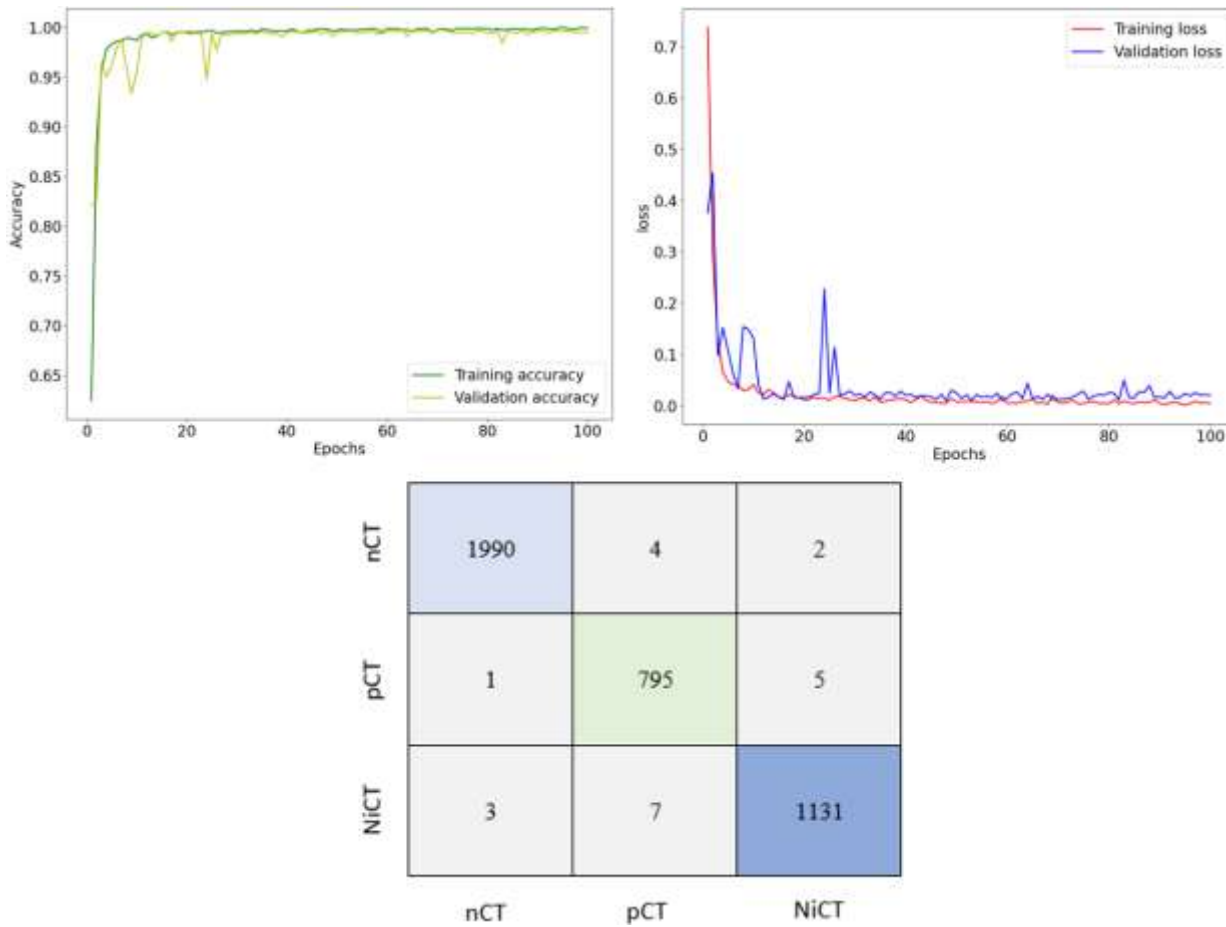 1.00
0.95
0.90
0.85
0.80
0.75
0.70
0.65
Accuracy
Training accuracy
Validation accuracy
0 20 40 60 80 100
Epochs
0.7
0.6
0.5
0.4
0.3
0.2
0.1
0.0
loss
Training loss
Validation loss
0 20 40 60 80 100
Epochs
nCT 1990 4 2
pCT 1 795 5
NiCT 3 7 1131
nCT pCT NiCT